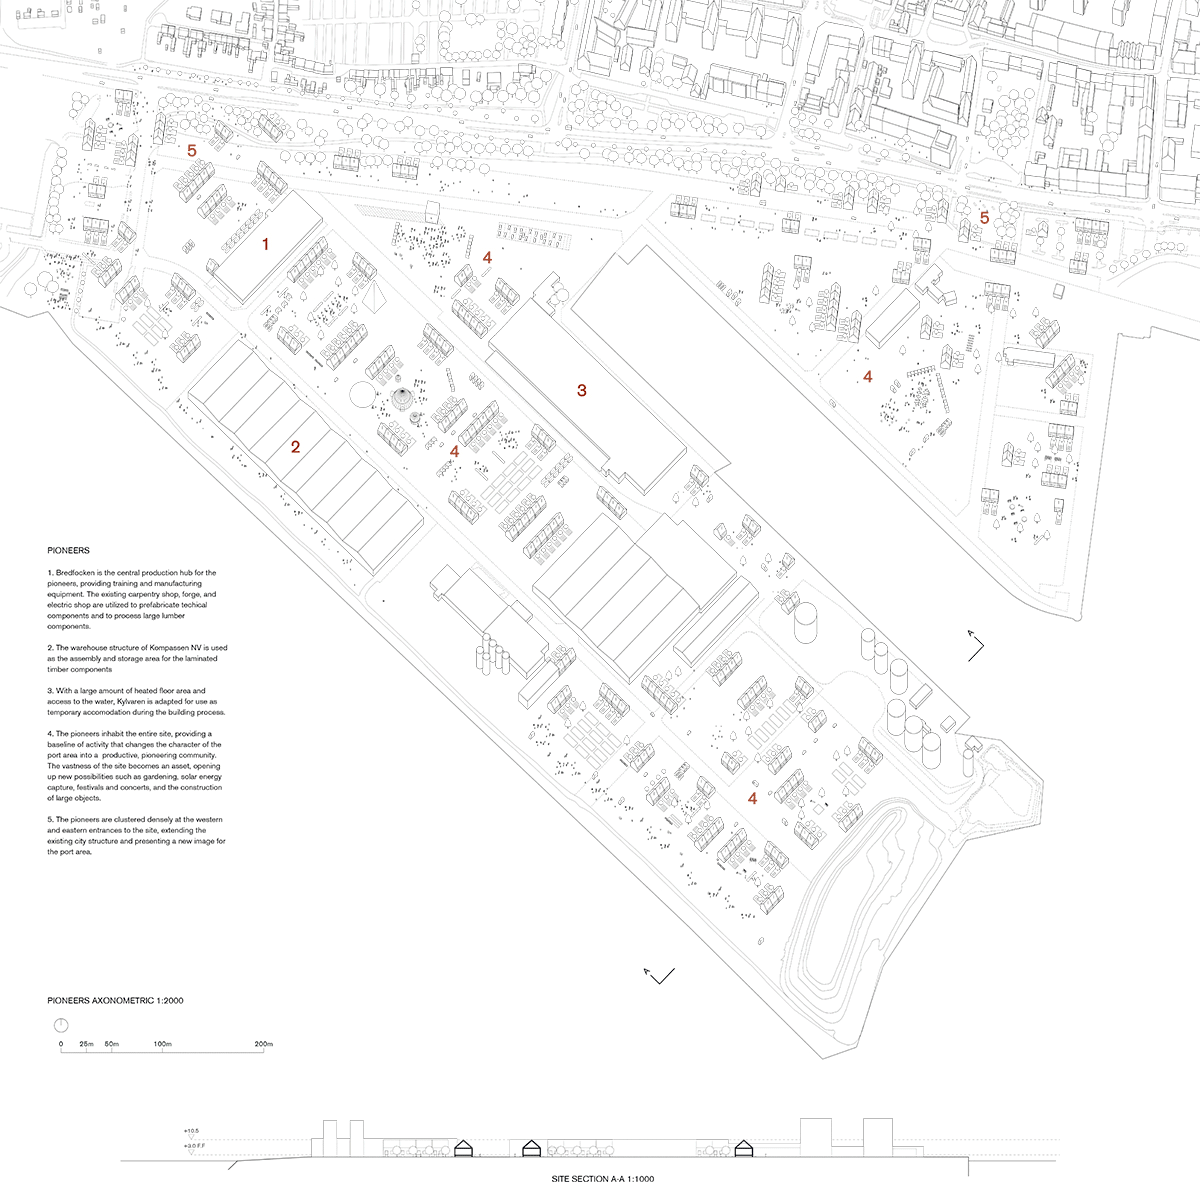 5
1
4
5
3
4
2
4
4
PIONEERS
1. Bredfocken is the central production hub for the
pioneers, providing training and manufacturing
equipment. The existing carpentry shop, forge, and
electric shop are utilized to prefabricate techical
components and to process large lumber
components.
2. The warehouse structure of Kompassen NV is used
as the assembly and storage area for the laminated
timber components
3. With a large amount of heated floor area and
access to the water, Kylvaren is adapted for use as
temporary accomodation during the building process.
4. The pioneers inhabit the entire site, providing a
baseline of activity that changes the character of the
port area into a productive, pioneering community.
The vastness of the site becomes an asset, opening
up new possibilities such as gardening, solar energy
capture, festivals and concerts, and the construction
of large objects.
5. The pioneers are clustered densely at the western
and eastern entrances to the site, extending the
existing city structure and presenting a new image for
the port area.
A
A
PIONEERS AXONOMETRIC 1:2000
0 25m 50m 100m 200m
+10.5
+3.0 F.F
SITE SECTION A-A 1:1000